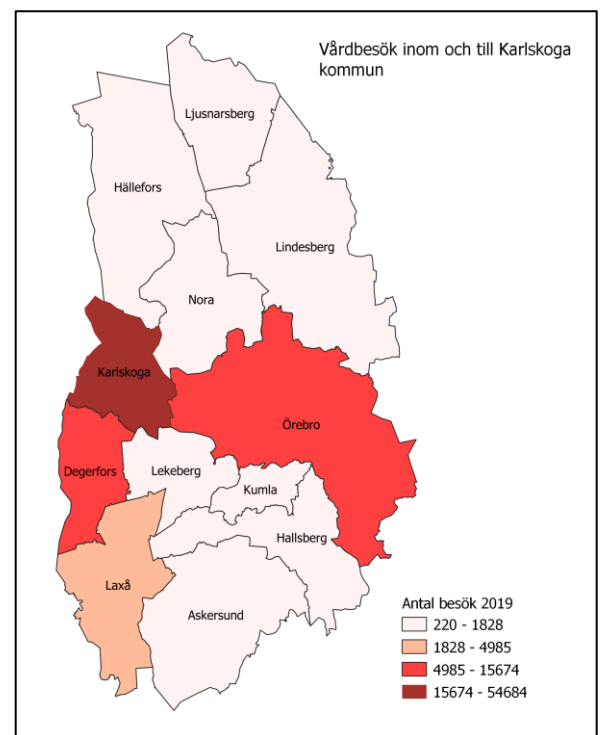 Vårdbesök inom och till Karlskoga
kommun
Ljusnarsberg
Hällefors
Lindesberg
Nora
Karlskoga
Örebro
Degerfors
Lekeberg
Kumla
Hallsberg
Laxå
Askersund
Antal besök 2019
220 - 1828
1828 - 4985
4985 - 15674
15674 - 54684